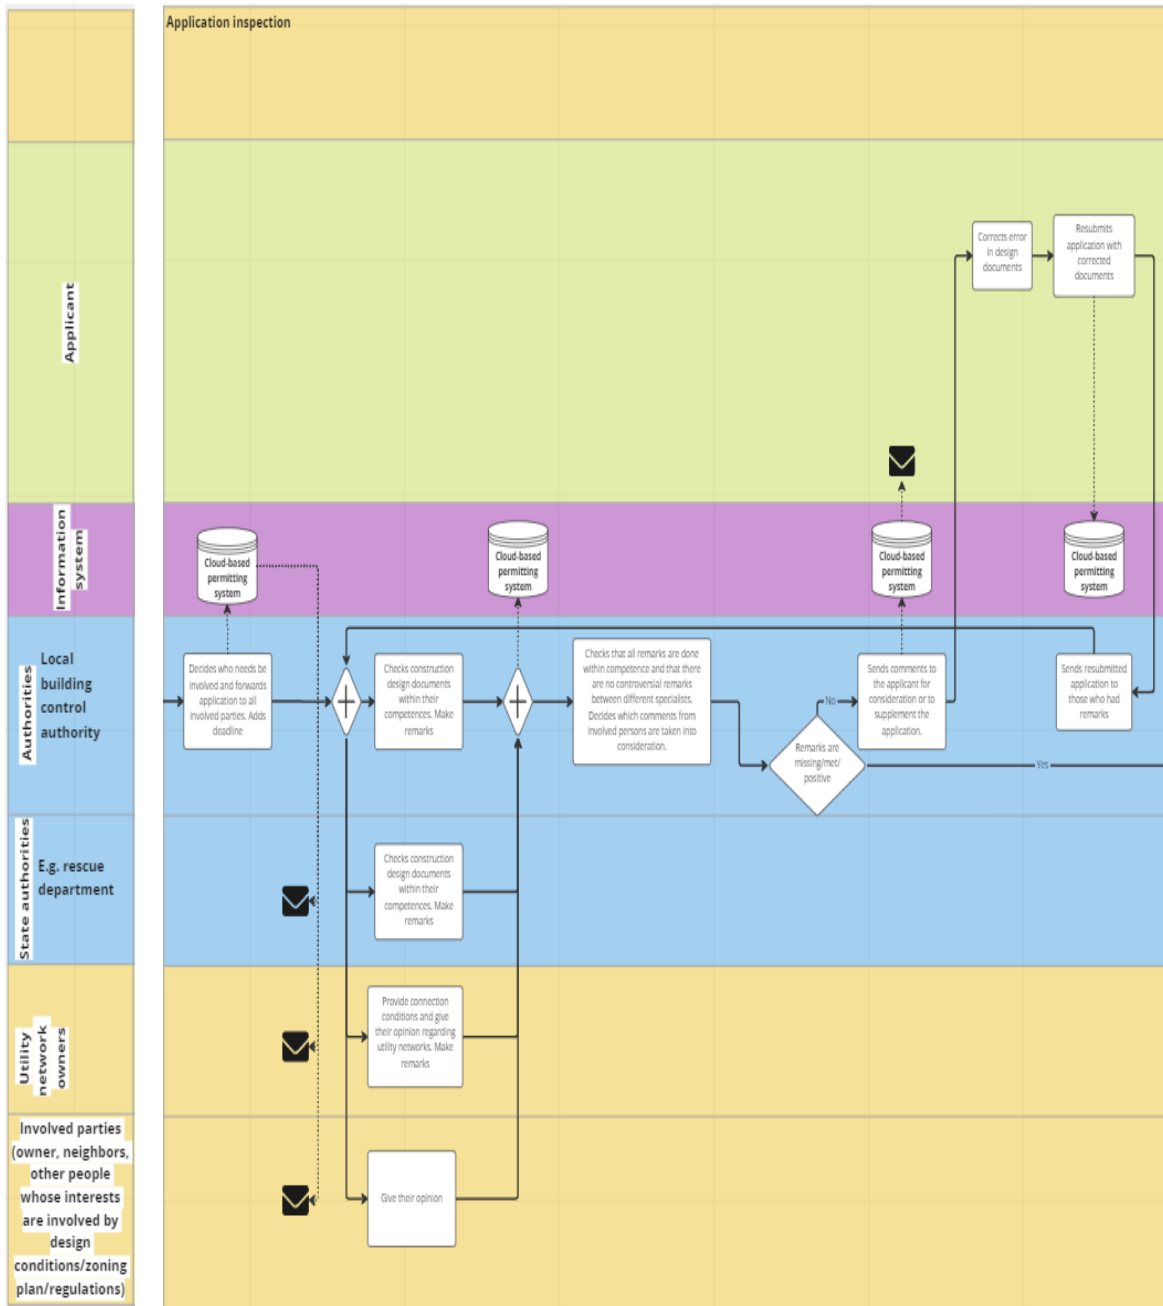 Application inspection
Applicant
Corrects error
in design
documents
Resubmits
application with
corrected
documents
Information
system
Cloud-based
permitting
system
Cloud-based
permitting
system
Cloud-based
permitting
system
Cloud-based
permitting
system
Authorities
Local
building
control
authority
Decides who needs be
involved and forwards
application to all
involved parties. Adds
deadline
Checks construction
design documents
within their
competences. Make
remarks
Checks that all remarks are done
within competence and that there
are no controversial remarks
between different specialists.
Decides which comments from
involved persons are taken into
consideration.
Remarks are
missing/met/
positive
No
Yes
Sends comments to
the applicant for
consideration or to
supplement the
application.
Sends resubmitted
application to
those who had
remarks
State authorities
E.g. rescue
department
Checks construction
design documents
within their
competences. Make
remarks
Utility
network
owners
Provide connection
conditions and give
their opinion regarding
utility networks. Make
remarks
Involved parties
(owner, neighbors,
other people
whose interests
are involved by
design
conditions/zoning
plan/regulations)
Give their opinion